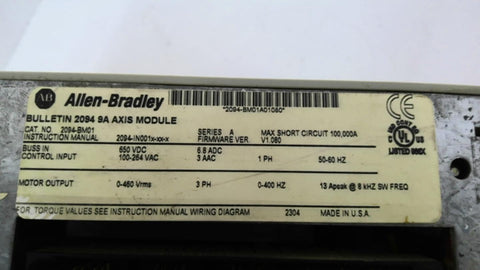 AB Allen-Bradley
*2094-BM01A01060*
BULLETIN 2094 9A AXIS MODULE
CAT. NO. 2094-BM01 SERIES A MAX SHORT CIRCUIT 100,000A
INSTRUCTION MANUAL 2094-IN001x-xx-x FIRMWARE VER V1.060
BUSS IN 650 VDC 6.8 ADC
CONTROL INPUT 100-264 VAC 3 AAC 1 PH 50-60 HZ
MOTOR OUTPUT 0-460 Vrms 3 PH 0-400 HZ 13 Apeak @ 8 kHZ SW FREQ
FOR TORQUE VALUES SEE INSTRUCTION MANUAL WIRING DIAGRAM 2304 MADE IN U.S.A.
C UL US
LISTED